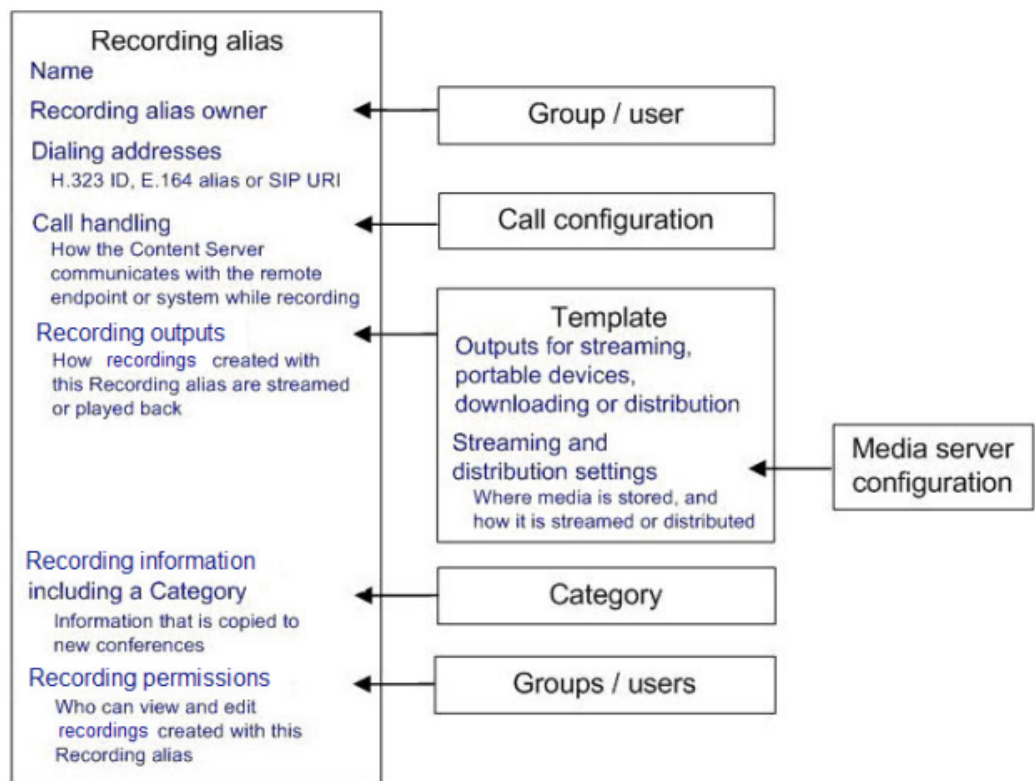 Recording alias
Name
Recording alias owner
Dialing addresses
H.323 ID, E.164 alias or SIP URI
Call handling
How the Content Server
communicates with the remote
endpoint or system while recording
Recording outputs
How recordings created with
this Recording alias are streamed
or played back
Recording information
including a Category
Information that is copied to
new conferences
Recording permissions
Who can view and edit
recordings created with this
Recording alias
Group / user
Call configuration
Template
Outputs for streaming,
portable devices,
downloading or distribution
Streaming and
distribution settings
Where media is stored, and
how it is streamed or distributed
Media server
configuration
Category
Groups / users